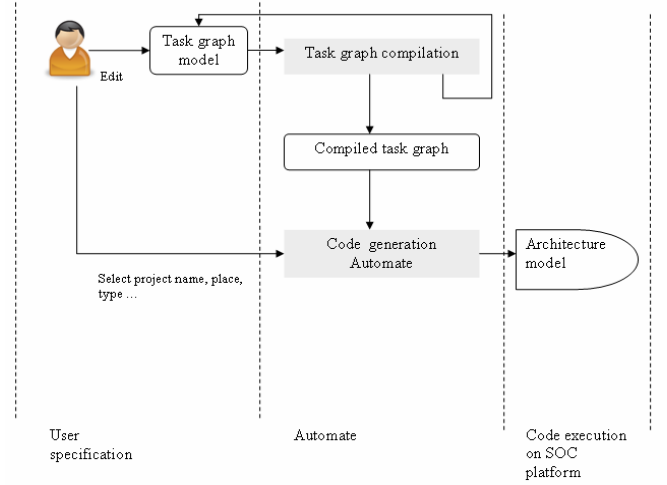 Task graph
model
Task graph compilation
Edit
Compiled task graph
Code generation
Automate
Architecture
model
Select project name, place,
type ...
User
specification
Automate
Code execution
on SOC
platform